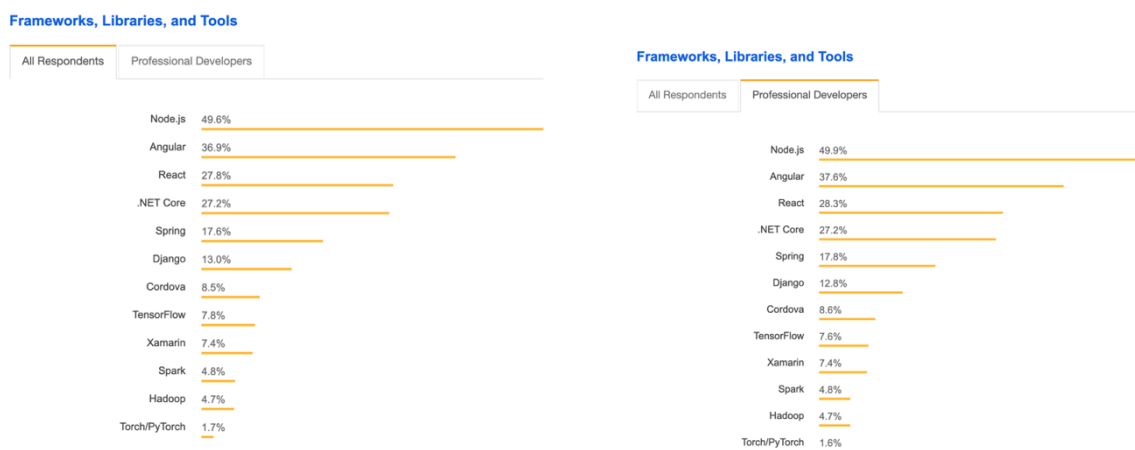 Frameworks, Libraries, and Tools
All Respondents Professional Developers
Node.js 49.6%
Angular 36.9%
React 27.8%
.NET Core 27.2%
Spring 17.6%
Django 13.0%
Cordova 8.5%
TensorFlow 7.8%
Xamarin 7.4%
Spark 4.8%
Hadoop 4.7%
Torch/PyTorch 1.7%
Frameworks, Libraries, and Tools
All Respondents Professional Developers
Node.js 49.9%
Angular 37.6%
React 28.3%
.NET Core 27.2%
Spring 17.8%
Django 12.8%
Cordova 8.6%
TensorFlow 7.6%
Xamarin 7.4%
Spark 4.8%
Hadoop 4.7%
Torch/PyTorch 1.6%